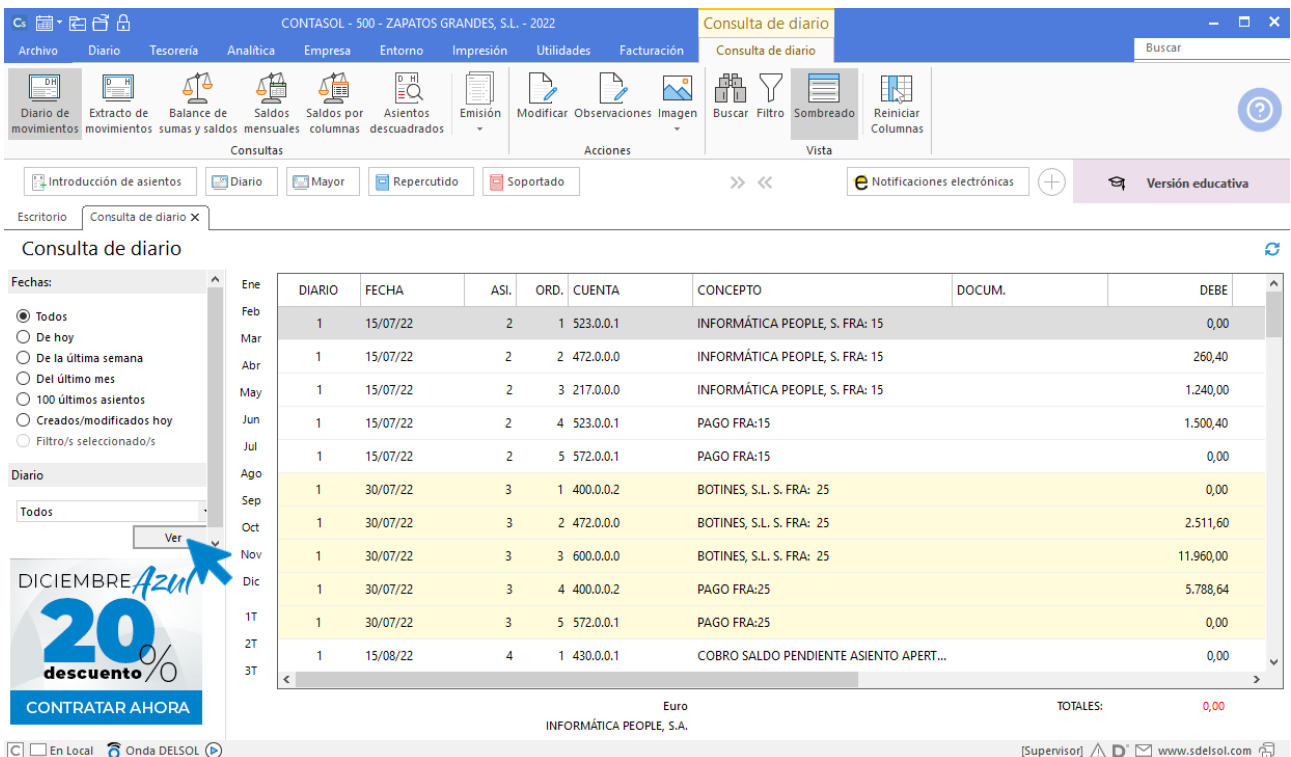 Cs CONTASOL - 500 - ZAPATOS GRANDES, S.L. - 2022 Consulta de diario
Archivo Diario Tesorería Analítica Empresa Entorno Impresión Utilidades Facturación Consulta de diario Buscar
Diario de movimientos Extracto de movimientos Balance de sumas y saldos Saldos mensuales Saldos por columnas Asientos descuadrados Emisión Modificar Observaciones Imagen Buscar Filtro Sombreado Reiniciar Columnas
Consultas Acciones Vista
Introducción de asientos Diario Mayor Repercutido Soportado Notificaciones electrónicas Versión educativa
Escritorio Consulta de diario X
Consulta de diario
Fechas:
Todos
De hoy
De la última semana
Del último mes
100 últimos asientos
Creados/modificados hoy
Filtro/s seleccionado/s
Diario
Todos
Ver
DICIEMBRE Azul
20%
descuento
CONTRATAR AHORA
Ene
Feb
Mar
Abr
May
Jun
Jul
Ago
Sep
Oct
Nov
Dic
1T
2T
3T
DIARIO FECHA ASI. ORD. CUENTA CONCEPTO DOCUM. DEBE
1 15/07/22 2 1 523.0.0.1 INFORMÁTICA PEOPLE, S. FRA: 15 0,00
1 15/07/22 2 2 472.0.0.0 INFORMÁTICA PEOPLE, S. FRA: 15 260,40
1 15/07/22 2 3 217.0.0.0 INFORMÁTICA PEOPLE, S. FRA: 15 1.240,00
1 15/07/22 2 4 523.0.0.1 PAGO FRA:15 1.500,40
1 15/07/22 2 5 572.0.0.1 PAGO FRA:15 0,00
1 30/07/22 3 1 400.0.0.2 BOTINES, S.L. S. FRA: 25 0,00
1 30/07/22 3 2 472.0.0.0 BOTINES, S.L. S. FRA: 25 2.511,60
1 30/07/22 3 3 600.0.0.0 BOTINES, S.L. S. FRA: 25 11.960,00
1 30/07/22 3 4 400.0.0.2 PAGO FRA:25 5.788,64
1 30/07/22 3 5 572.0.0.1 PAGO FRA:25 0,00
1 15/08/22 4 1 430.0.0.1 COBRO SALDO PENDIENTE ASIENTO APERT... 0,00
Euro TOTALES: 0,00
INFORMÁTICA PEOPLE, S.A.
C En Local Onda DELSOL [Supervisor] D www.sdelsol.com